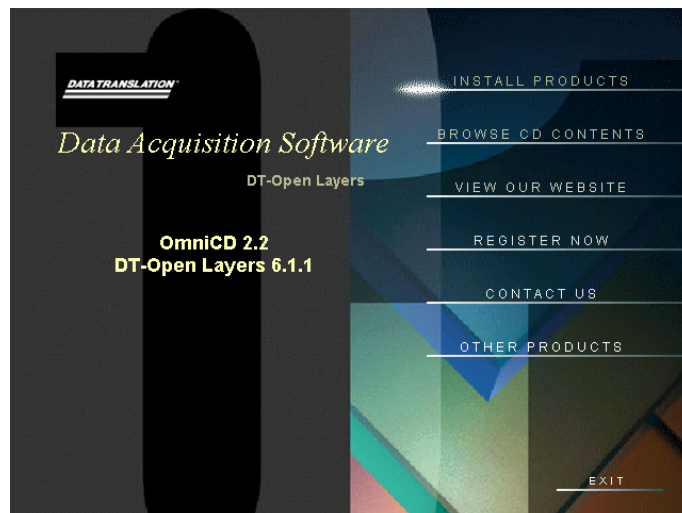 DATA TRANSLATION
Data Acquisition Software
DT-Open Layers
OmniCD 2.2
DT-Open Layers 6.1.1
INSTALL PRODUCTS
BROWSE CD CONTENTS
VIEW OUR WEBSITE
REGISTER NOW
CONTACT US
OTHER PRODUCTS
EXIT